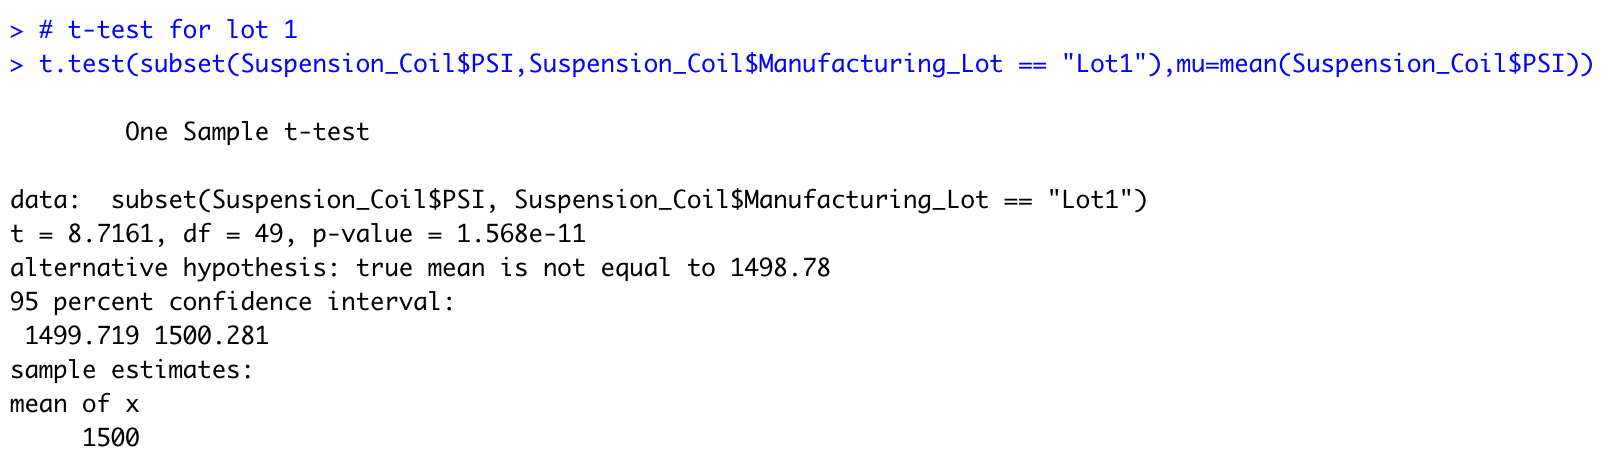 > # t-test for lot 1
> t.test(subset(Suspension_Coil$PSI,Suspension_Coil$Manufacturing_Lot == "Lot1"),mu=mean(Suspension_Coil$PSI))
One Sample t-test
data:  subset(Suspension_Coil$PSI, Suspension_Coil$Manufacturing_Lot == "Lot1")
t = 8.7161, df = 49, p-value = 1.568e-11
alternative hypothesis: true mean is not equal to 1498.78
95 percent confidence interval:
1499.719 1500.281
sample estimates:
mean of x
1500